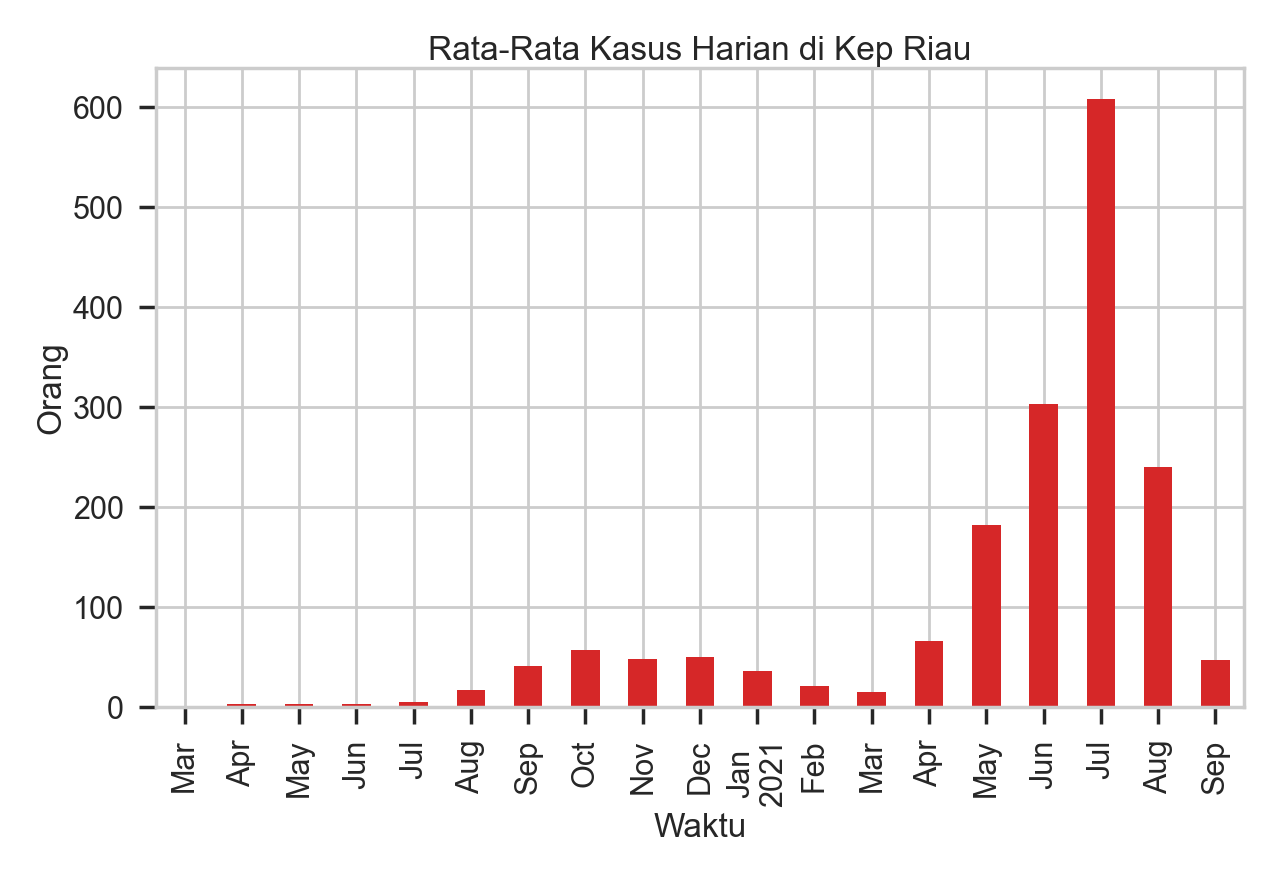 Rata-Rata Kasus Harian di Kep Riau
600
500
400
300
200
100
0
Orang
Mar
Apr
May
Jun
Jul
Aug
Sep
Oct
Nov
Dec
Jan
2021
Feb
Mar
Apr
May
Jun
Jul
Aug
Sep
Waktu